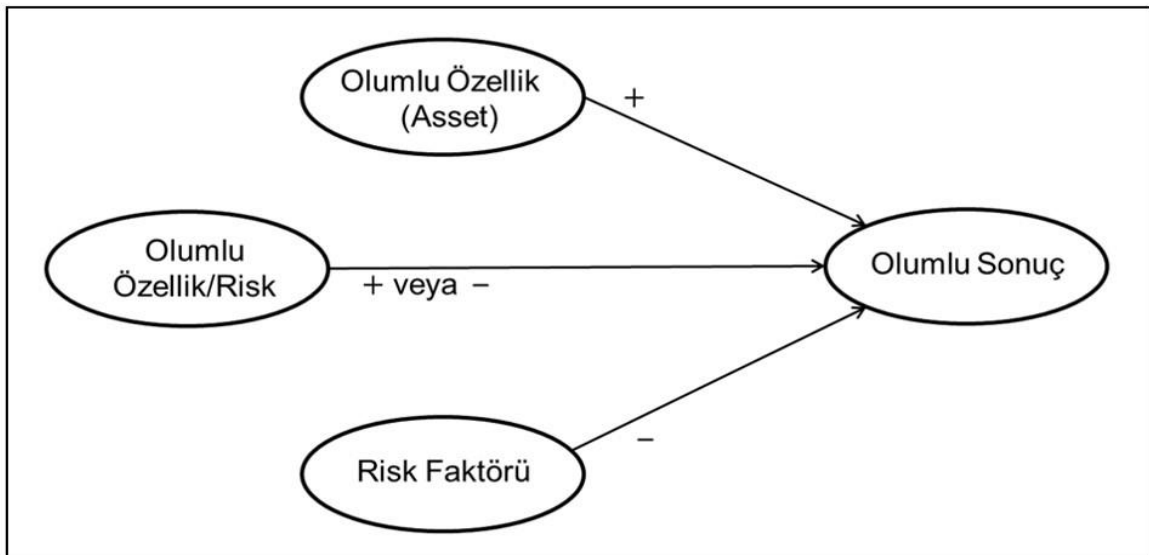 Olumlu Özellik
(Asset)
+
Olumlu
Özellik/Risk
+ veya −
Olumlu Sonuç
−
Risk Faktörü